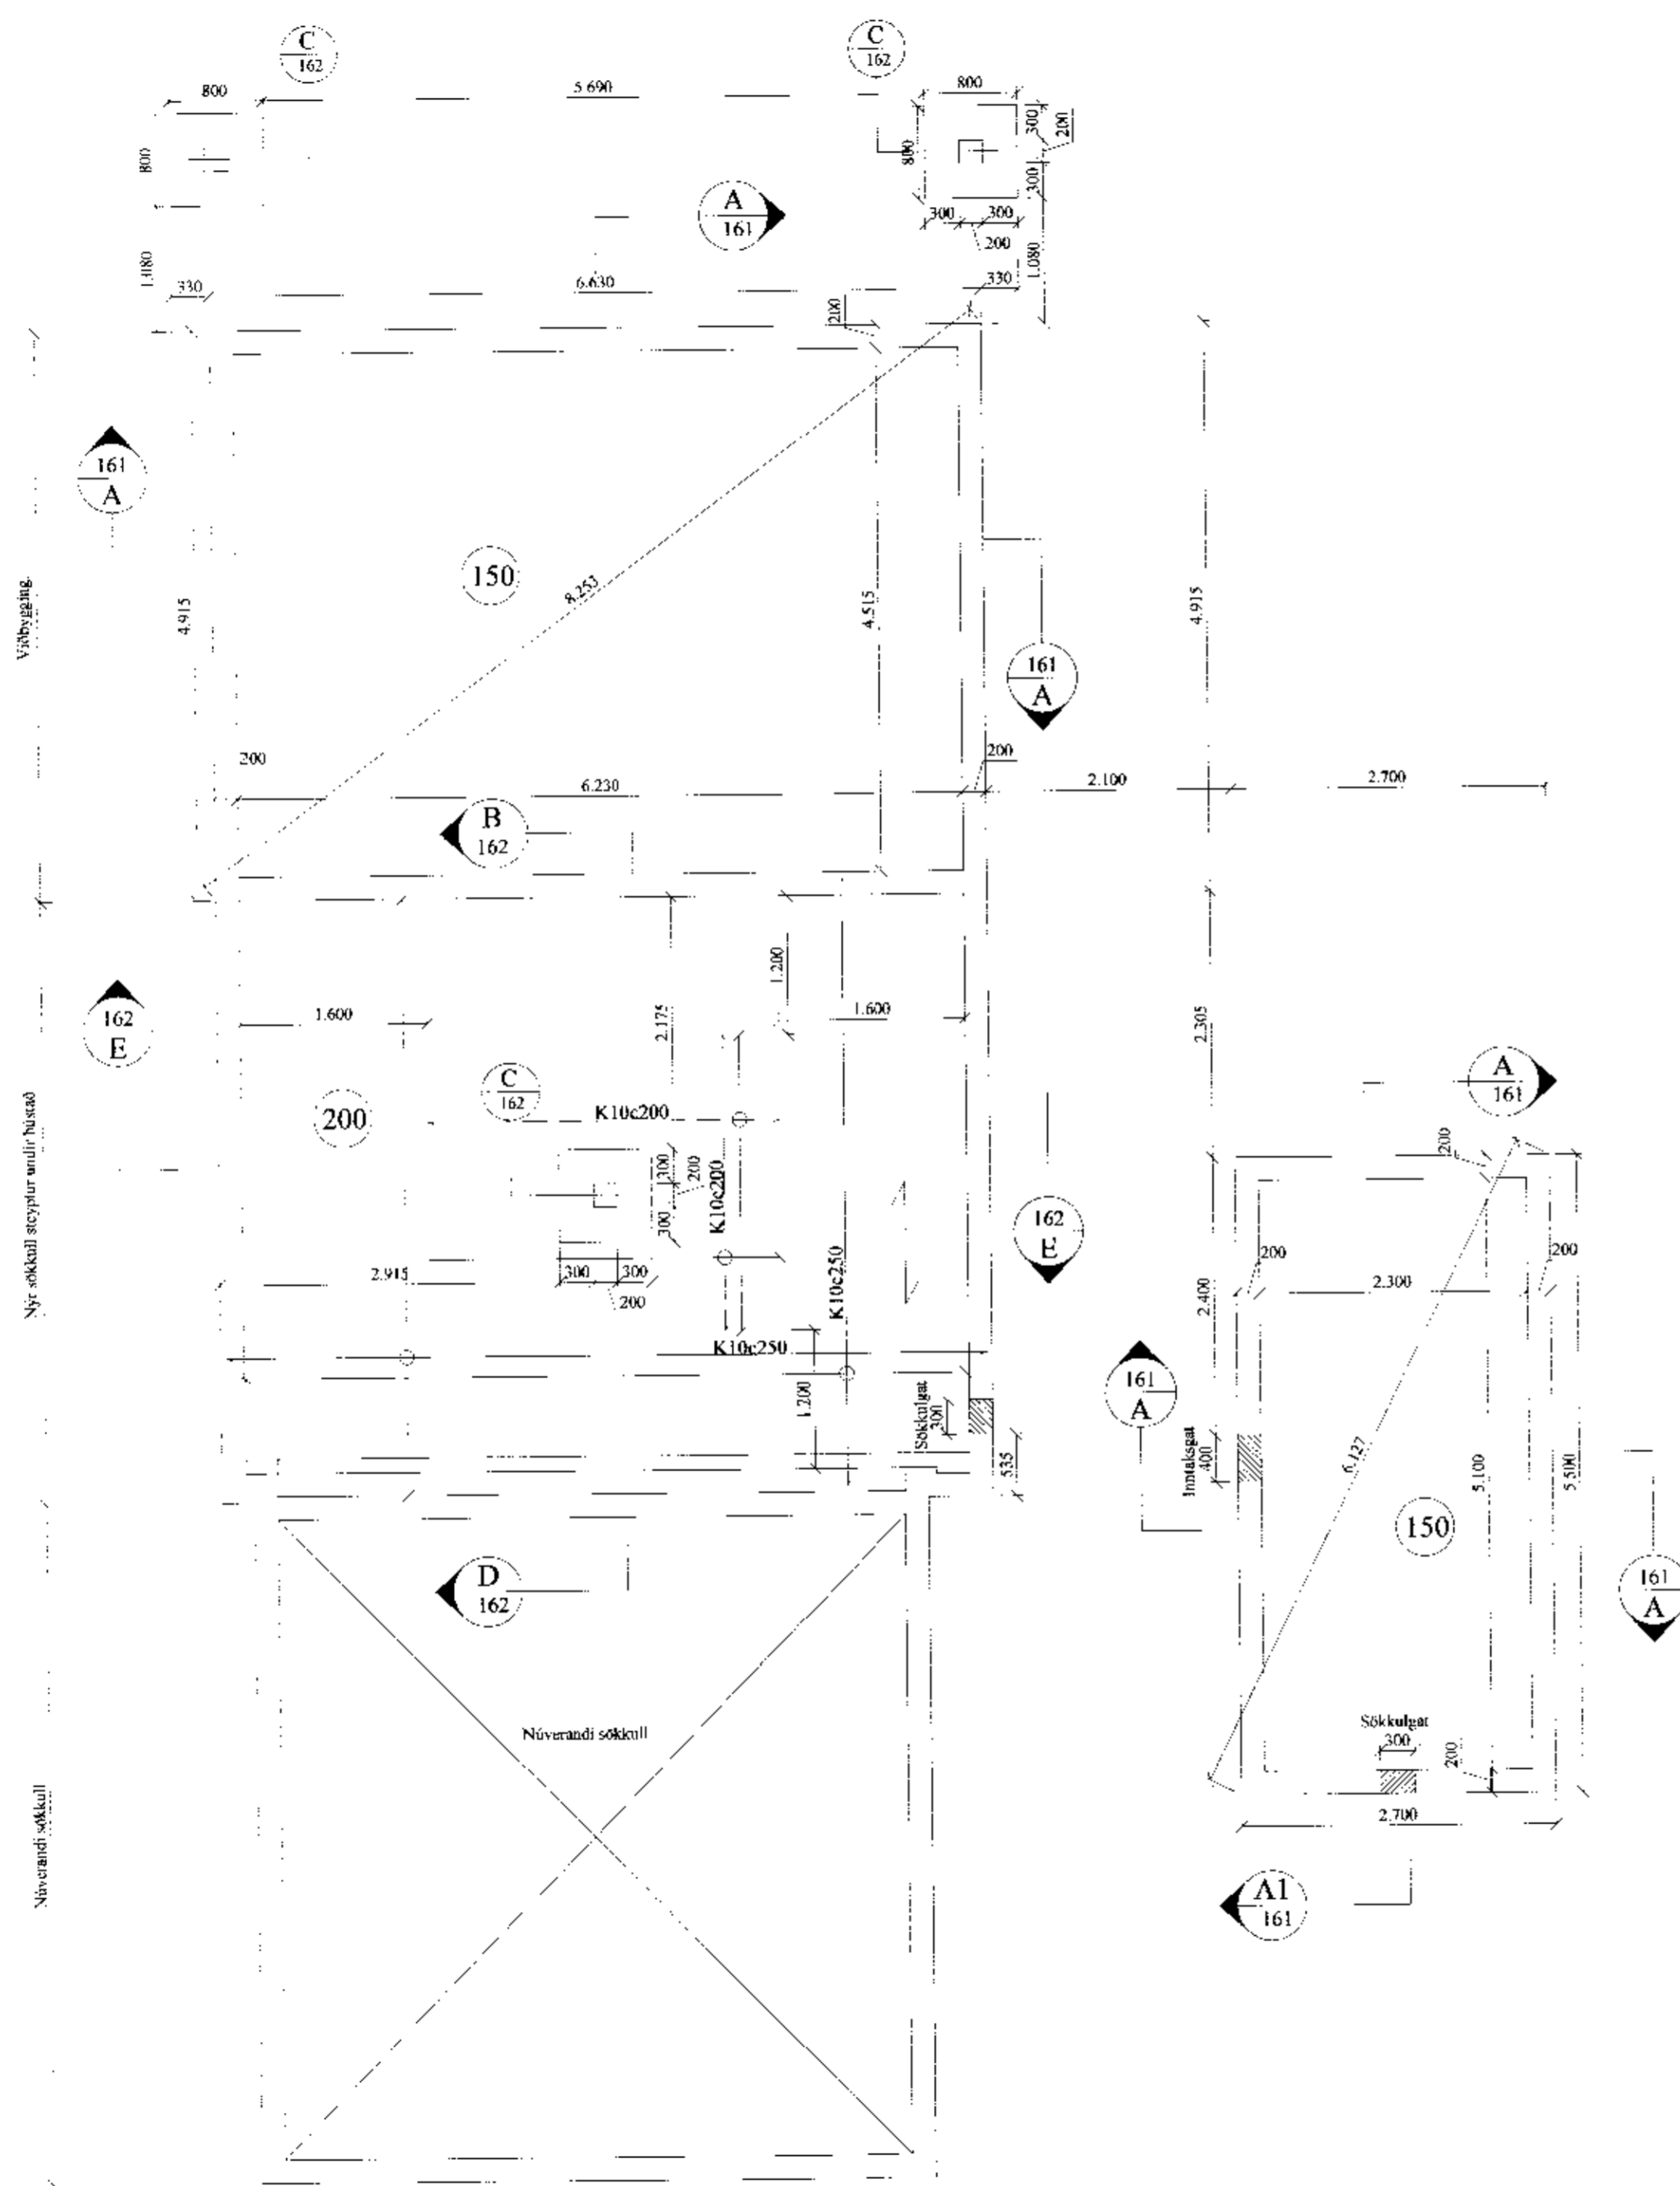 C
162
C
162
800
5.690
800
800
800
300
200
300
A
161
300
300
200
1.080
1.080
330
6.630
330
200
161
A
150
8.253
Viðbygging.
4.915
4.515
4.915
161
A
200
200
6.230
2.100
2.700
B
162
1.200
162
E
1.600
2.175
1.600
2.305
C
162
A
161
200
K10c200
Nýr sökkull steyptur undir bústað
300
200
300
K10c200
200
162
E
200
200
2.915
300
300
200
K10c250
2.400
2.300
K10c250
161
A
1.200
Sökkulgat
300
535
Inntaksgat
400
6.127
5.100
5.500
150
D
162
161
A
Núverandi sökkull
Sökkulgat
300
200
2.700
Núverandi sökkull
A1
161